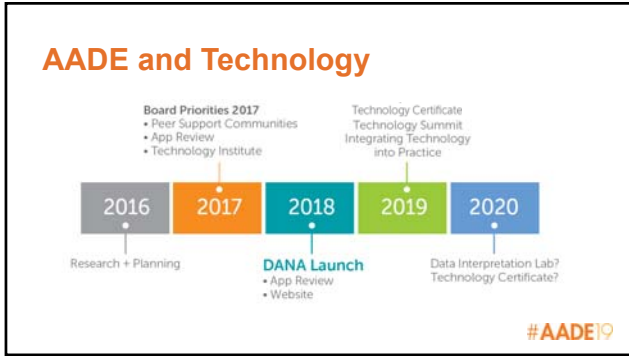 AADE and Technology
Board Priorities 2017
• Peer Support Communities
• App Review
• Technology Institute
Technology Certificate
Technology Summit
Integrating Technology
into Practice
2016
2017
2018
2019
2020
Research + Planning
DANA Launch
• App Review
• Website
Data Interpretation Lab?
Technology Certificate?
#AADE19